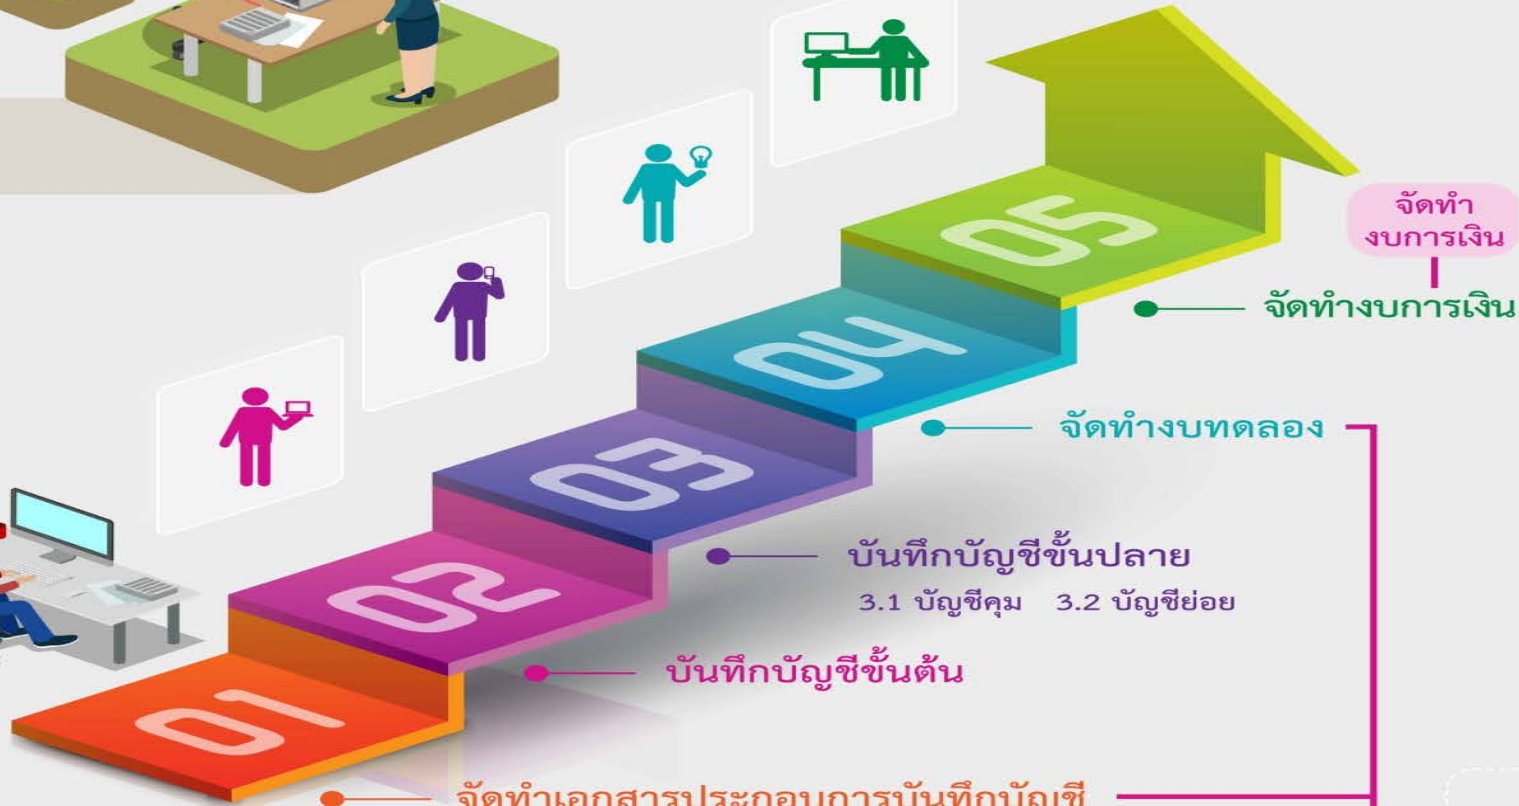 05
จัดทำ
งบการเงิน
จัดทำงบการเงิน
04
จัดทำงบทดลอง
03
บันทึกบัญชีขั้นปลาย
3.1 บัญชีคุม 3.2 บัญชีย่อย
02
บันทึกบัญชีขั้นต้น
01
จัดทำเอกสารประกอบการบันทึกบัญชี